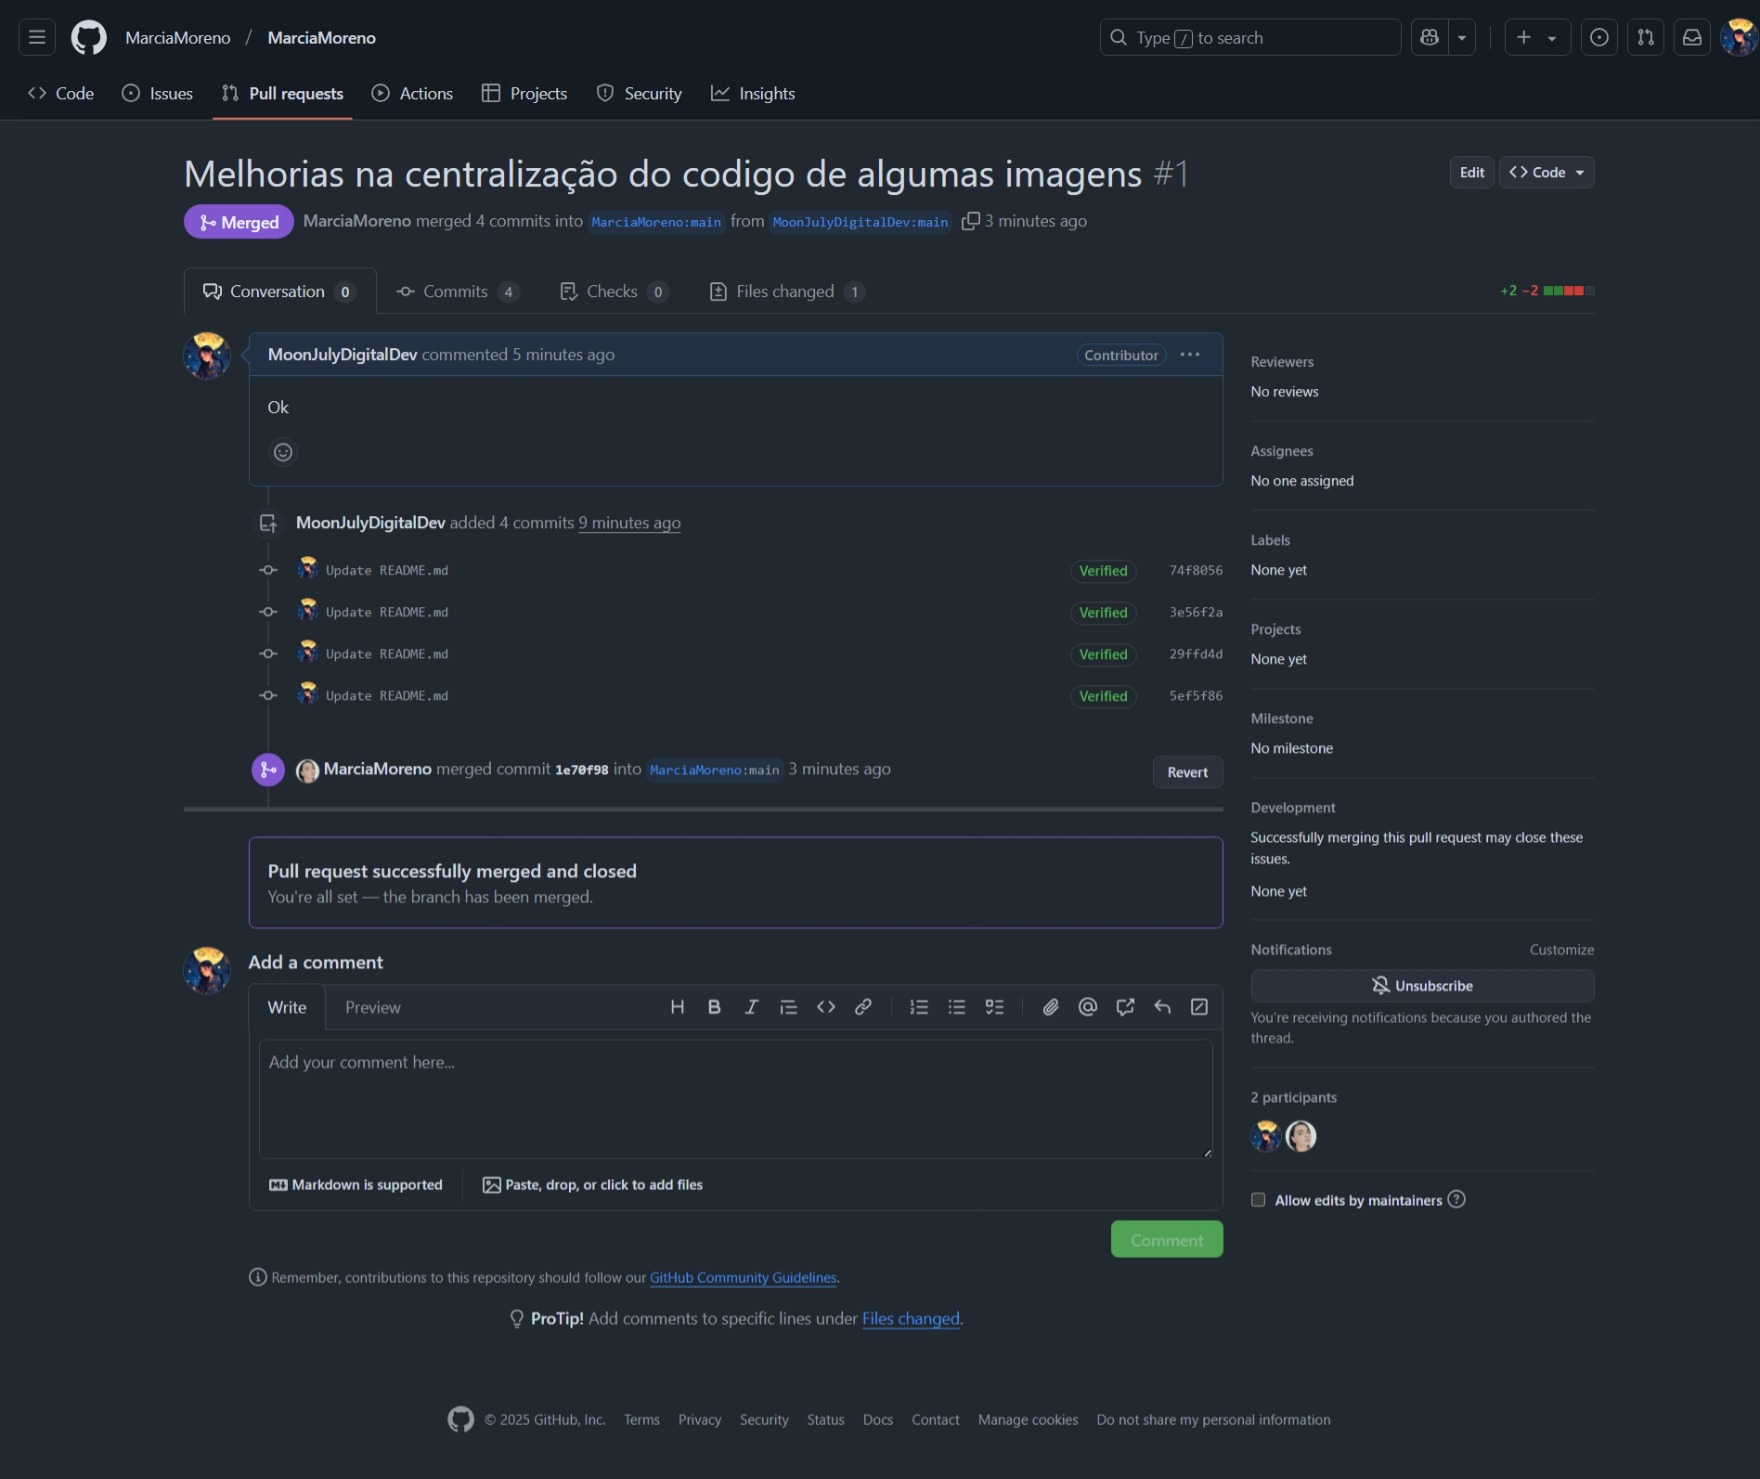 MarciaMoreno / MarciaMoreno
Type / to search
Code
Issues
Pull requests
Actions
Projects
Security
Insights
Melhorias na centralização do codigo de algumas imagens #1
Edit
Code
Merged
MarciaMoreno merged 4 commits into MarciaMoreno:main from MoonJulyDigitalDev:main 3 minutes ago
Conversation 0
Commits 4
Checks 0
Files changed 1
+2 −2
MoonJulyDigitalDev commented 5 minutes ago
Contributor
Ok
MoonJulyDigitalDev added 4 commits 9 minutes ago
Update README.md Verified 74f8056
Update README.md Verified 3e56f2a
Update README.md Verified 29ffd4d
Update README.md Verified 5ef5f86
MarciaMoreno merged commit 1e70f98 into MarciaMoreno:main 3 minutes ago
Revert
Pull request successfully merged and closed
You're all set — the branch has been merged.
Add a comment
Write
Preview
Add your comment here...
Markdown is supported
Paste, drop, or click to add files
Comment
Remember, contributions to this repository should follow our GitHub Community Guidelines.
ProTip! Add comments to specific lines under Files changed.
Reviewers
No reviews
Assignees
No one assigned
Labels
None yet
Projects
None yet
Milestone
No milestone
Development
Successfully merging this pull request may close these
issues.
None yet
Notifications
Customize
Unsubscribe
You're receiving notifications because you authored the
thread.
2 participants
Allow edits by maintainers
© 2025 GitHub, Inc.
Terms
Privacy
Security
Status
Docs
Contact
Manage cookies
Do not share my personal information